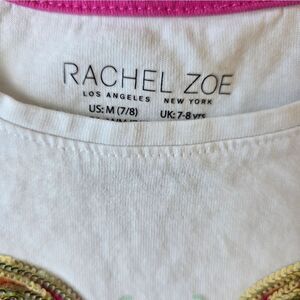 RACHEL ZOE
LOS ANGELES NEW YORK
US: M (7/8) UK: 7-8 yrs